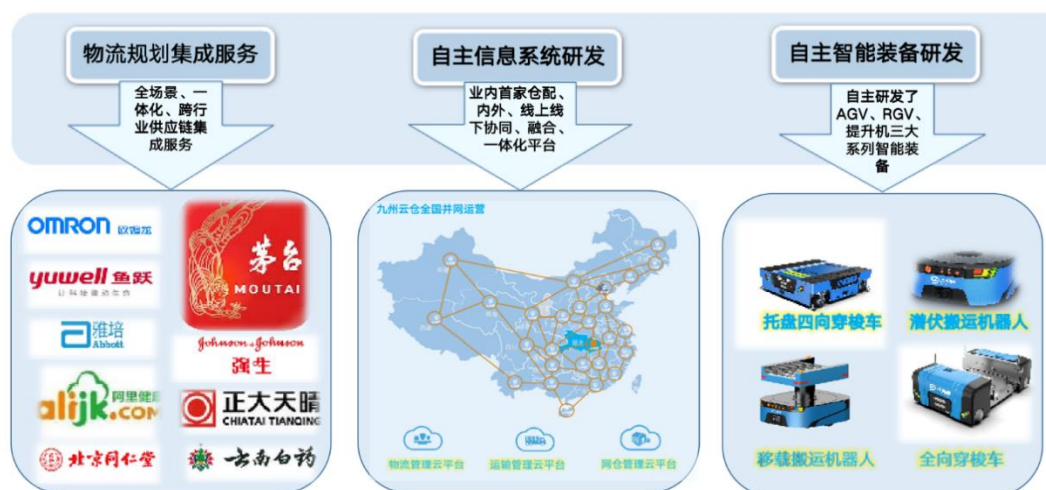 物流规划集成服务
全场景、一
体化、跨行
业供应链集
成服务
自主信息系统研发
业内首家仓配、
内外、线上线
下协同、融合、
一体化平台
自主智能装备研发
自主研发了
AGV、RGV、
提升机三大
系列智能装
备
OMRON 欧姆龙
yuwell 鱼跃
让科技驱动生命
雅培
Abbott
阿里健康
alijk.com
北京同仁堂
茅台
MOUTAI
Johnson & Johnson
强生
正大天晴
CHIATAI TIANQING
云南白药
九州云仓全国并网运营
物流管理云平台
运输管理云平台
网仓管理云平台
托盘四向穿梭车
潜伏搬运机器人
移载搬运机器人
全向穿梭车